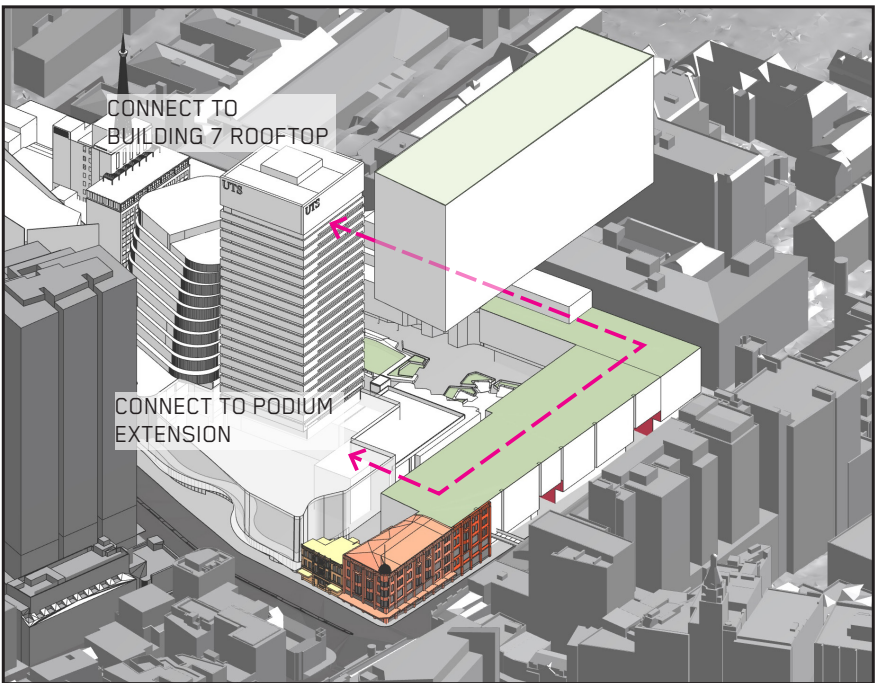 CONNECT TO
BUILDING 7 ROOFTOP
UTS
UTS
CONNECT TO PODIUM
EXTENSION